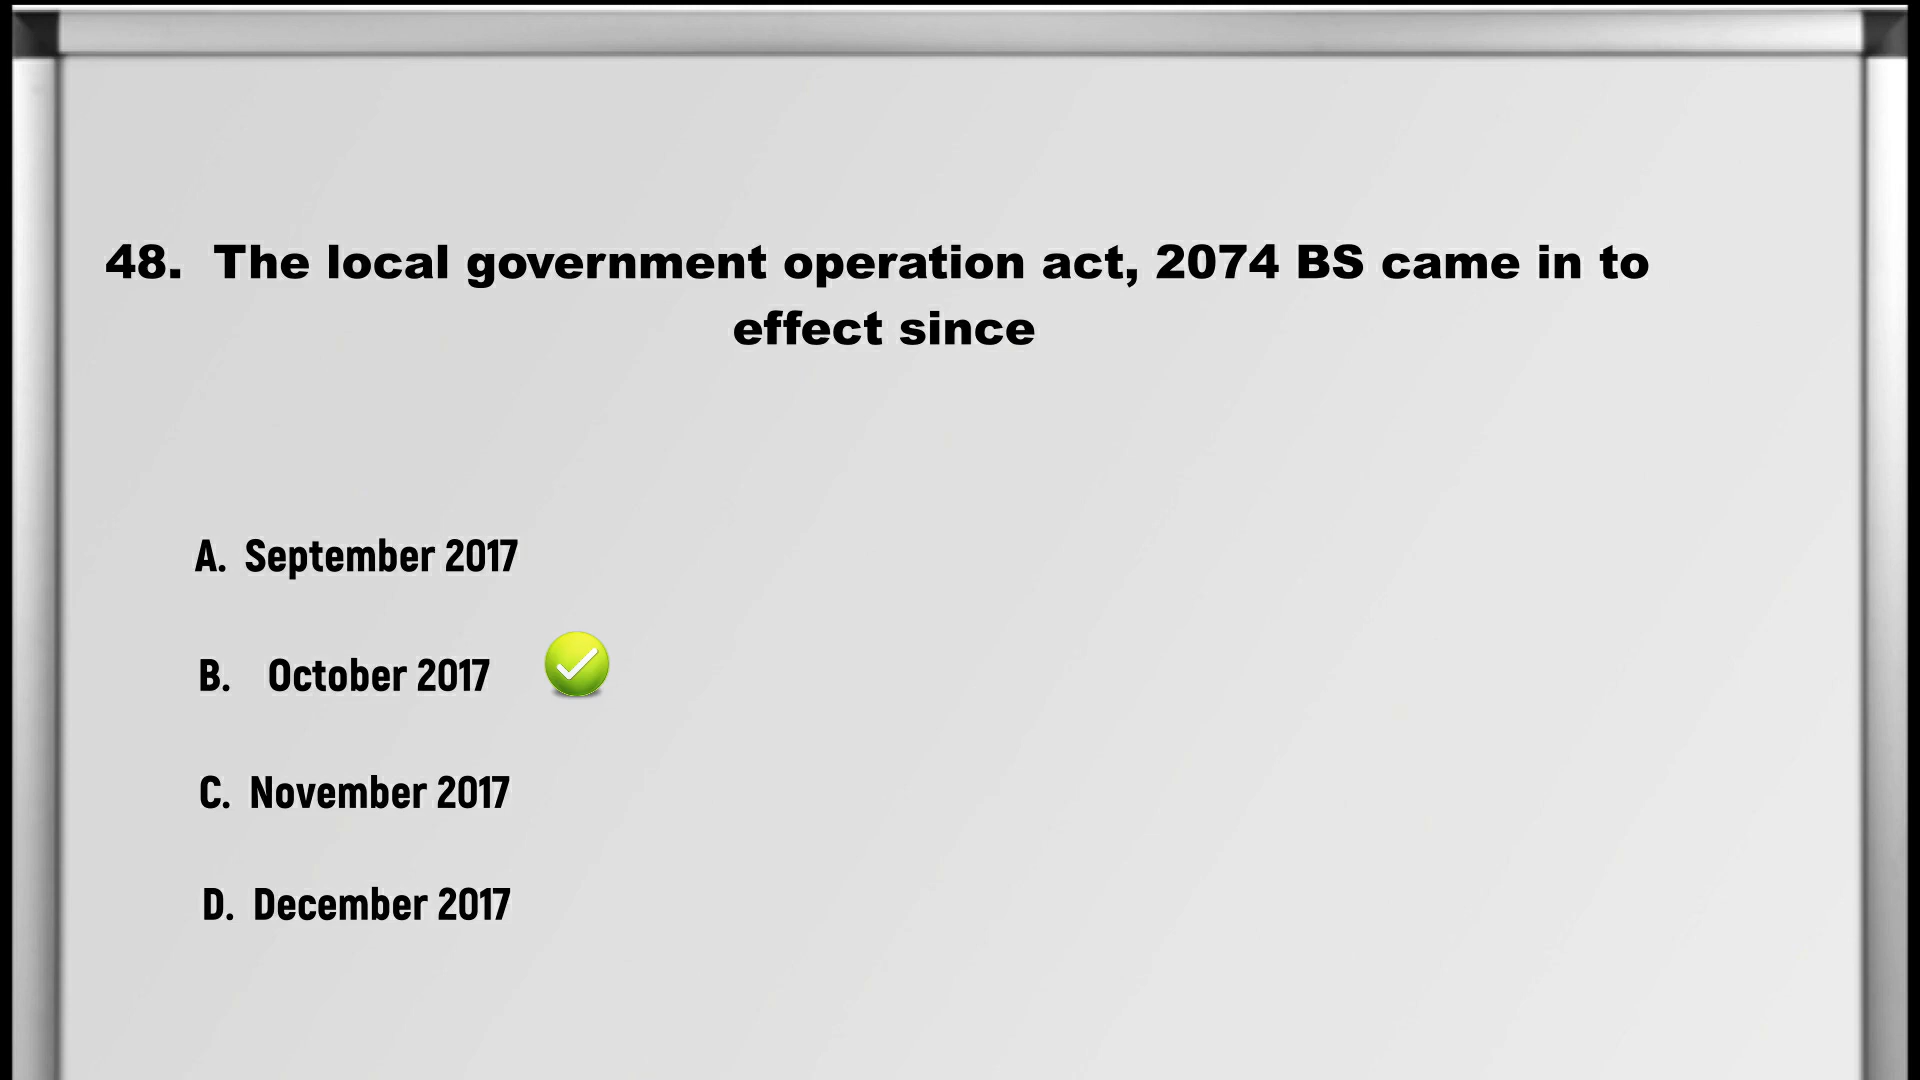 48. The local government operation act, 2074 BS came in to
effect since
A. September 2017
B. October 2017
C. November 2017
D. December 2017